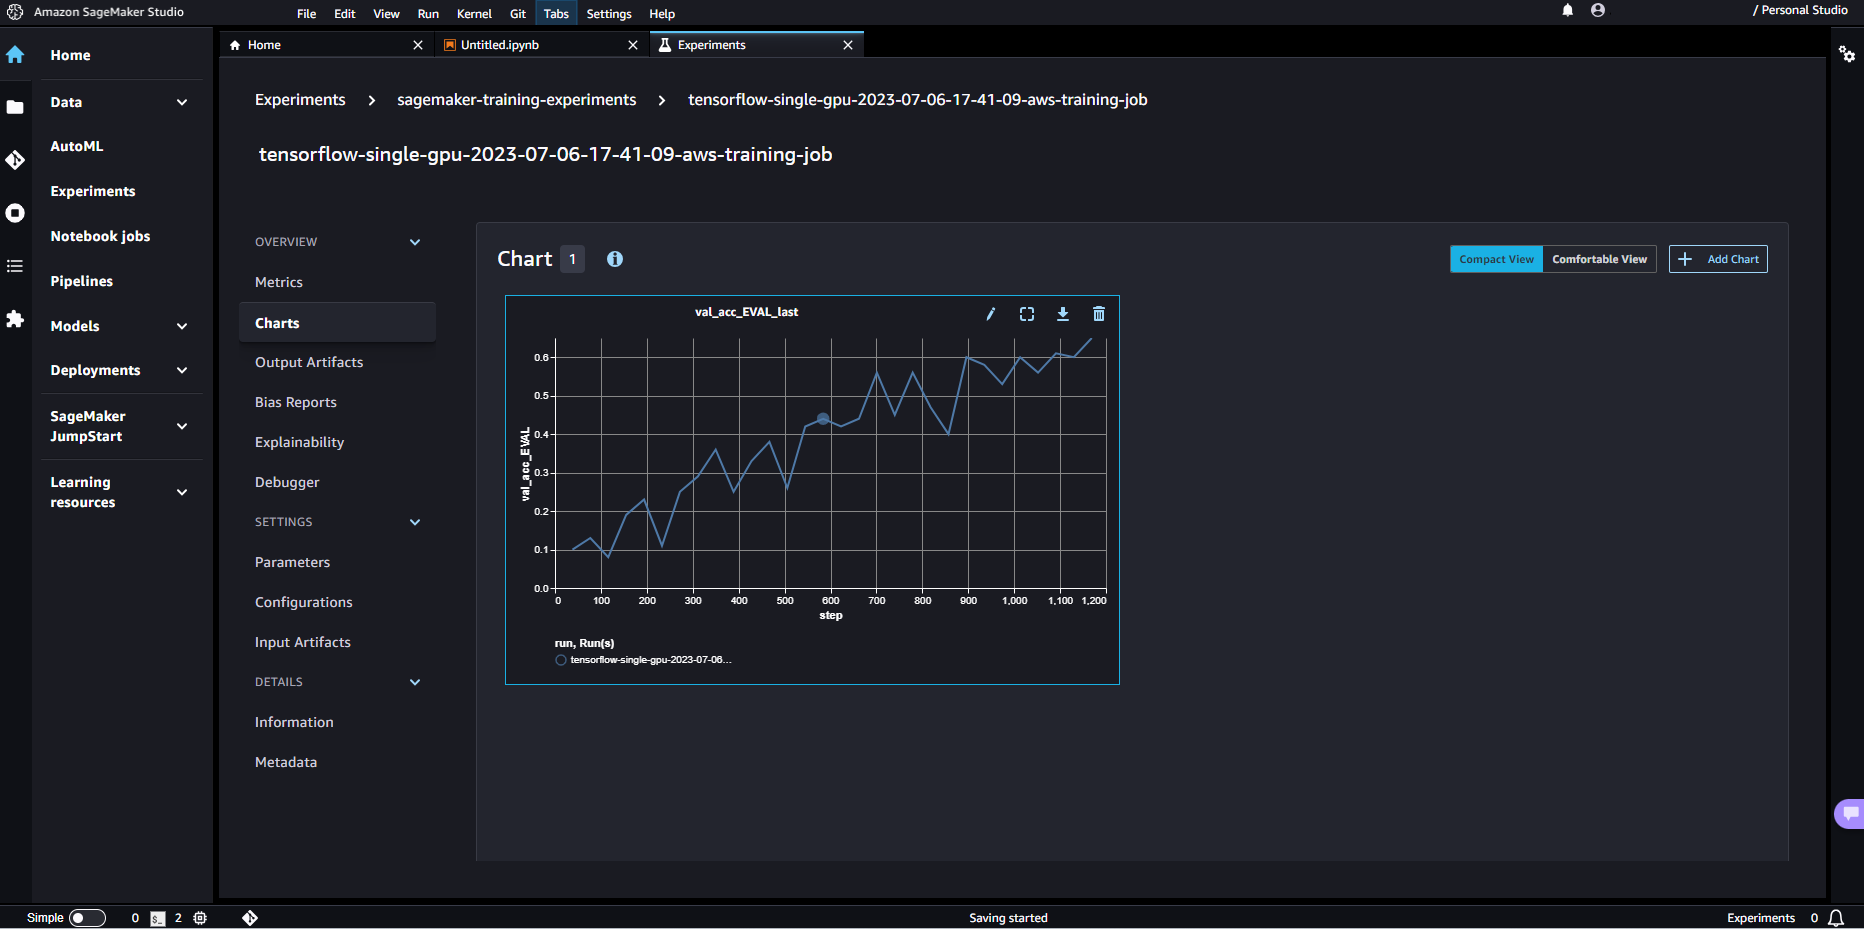 Amazon SageMaker Studio
File Edit View Run Kernel Git Tabs Settings Help
/ Personal Studio
Home
Data
AutoML
Experiments
Notebook jobs
Pipelines
Models
Deployments
SageMaker
JumpStart
Learning
resources
Home
Untitled.ipynb
Experiments
Experiments > sagemaker-training-experiments > tensorflow-single-gpu-2023-07-06-17-41-09-aws-training-job
tensorflow-single-gpu-2023-07-06-17-41-09-aws-training-job
OVERVIEW
Metrics
Charts
Output Artifacts
Bias Reports
Explainability
Debugger
SETTINGS
Parameters
Configurations
Input Artifacts
DETAILS
Information
Metadata
Chart 1
Compact View
Comfortable View
Add Chart
val_acc_EVAL_last
val_acc_EVAL
0.6
0.5
0.4
0.3
0.2
0.1
0.0
0 100 200 300 400 500 600 700 800 900 1,000 1,100 1,200
step
run, Run(s)
tensorflow-single-gpu-2023-07-06...
Simple
0 $_ 2
Saving started
Experiments 0